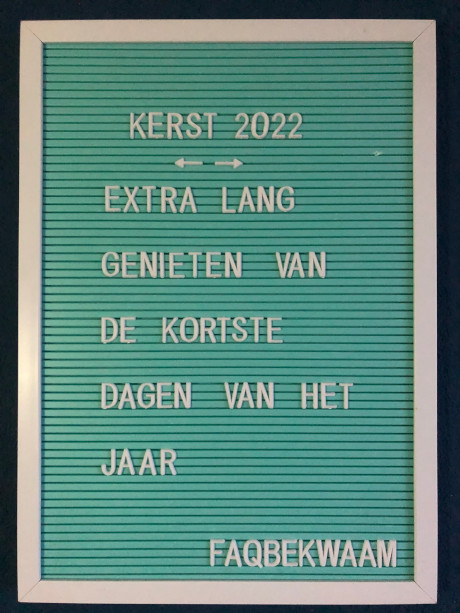 KERST 2022
← →
EXTRA LANG
GENIETEN VAN
DE KORTSTE
DAGEN VAN HET
JAAR
FAQBEKWAAM